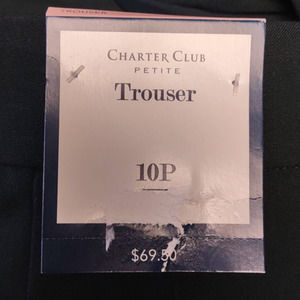 TROUSER
CHARTER CLUB
PETITE
Trouser
10P
$69.50